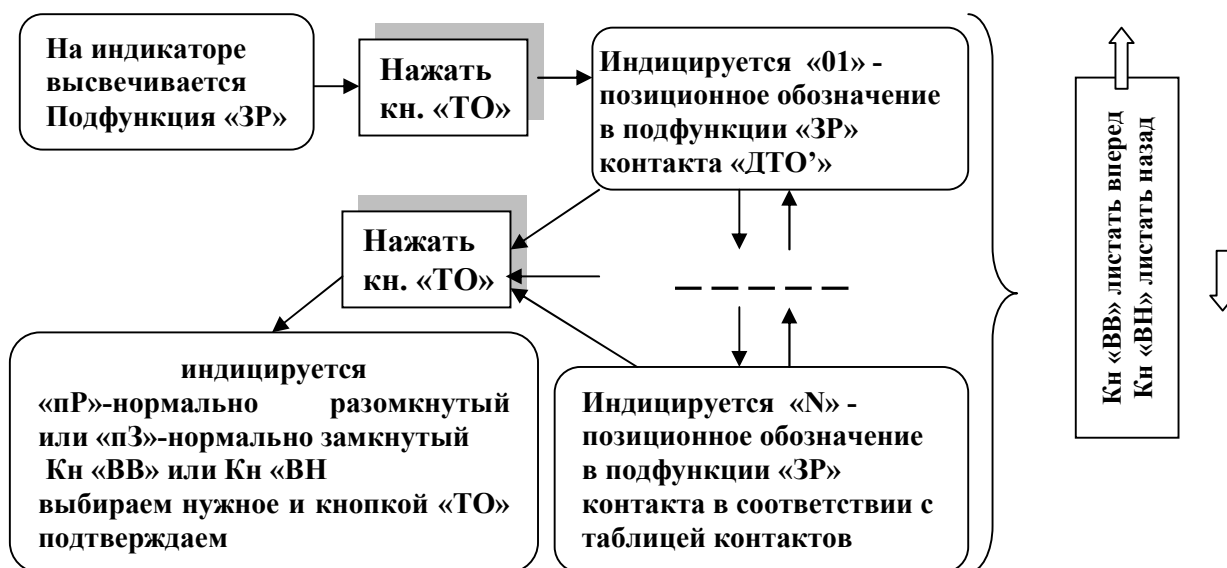 На индикаторе
высвечивается
Подфункция «ЗР»
Нажать
кн. «ТО»
Индицируется «01» -
позиционное обозначение
в подфункции «ЗР»
контакта «ДТО’»
Нажать
кн. «ТО»
индицируется
«пР»-нормально разомкнутый
или «пЗ»-нормально замкнутый
Кн «ВВ» или Кн «ВН
выбираем нужное и кнопкой «ТО»
подтверждаем
Индицируется «N» -
позиционное обозначение
в подфункции «ЗР»
контакта в соответствии с
таблицей контактов
Кн «ВВ» листать вперед
Кн «ВН» листать назад